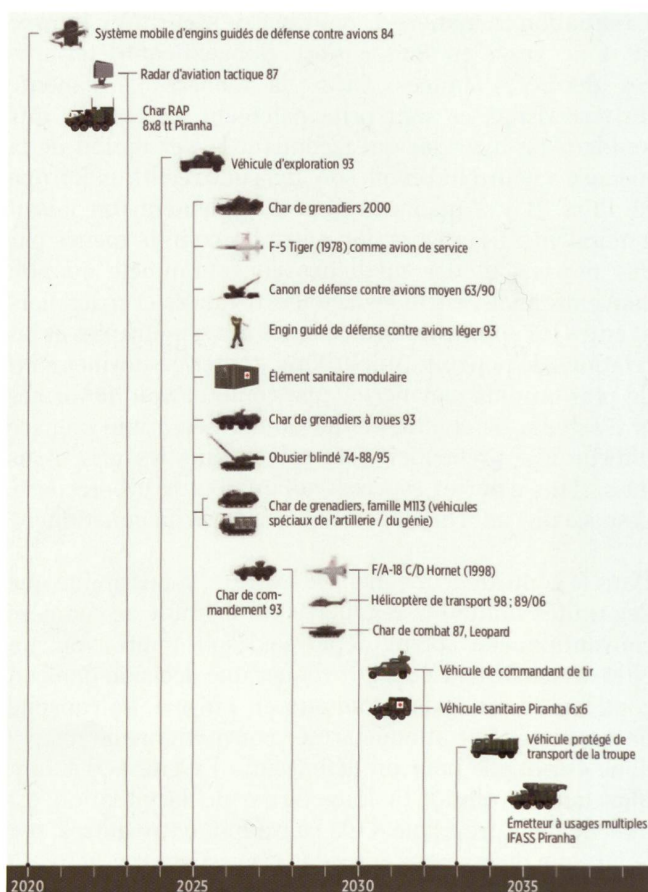 Système mobile d'engins guidés de défense contre avions 84
Radar d'aviation tactique 87
Char RAP
8x8 tt Piranha
Véhicule d'exploration 93
Char de grenadiers 2000
F-5 Tiger (1978) comme avion de service
Canon de défense contre avions moyen 63/90
Engin guidé de défense contre avions léger 93
Élément sanitaire modulaire
Char de grenadiers à roues 93
Obusier blindé 74-88/95
Char de grenadiers, famille M113 (véhicules
spéciaux de l'artillerie / du génie)
Char de com-
mandement 93
F/A-18 C/D Hornet (1998)
Hélicoptère de transport 98 ; 89/06
Char de combat 87, Leopard
Véhicule de commandant de tir
Véhicule sanitaire Piranha 6x6
Véhicule protégé de
transport de la troupe
Émetteur à usages multiples
IFASS Piranha
2020 2025 2030 2035